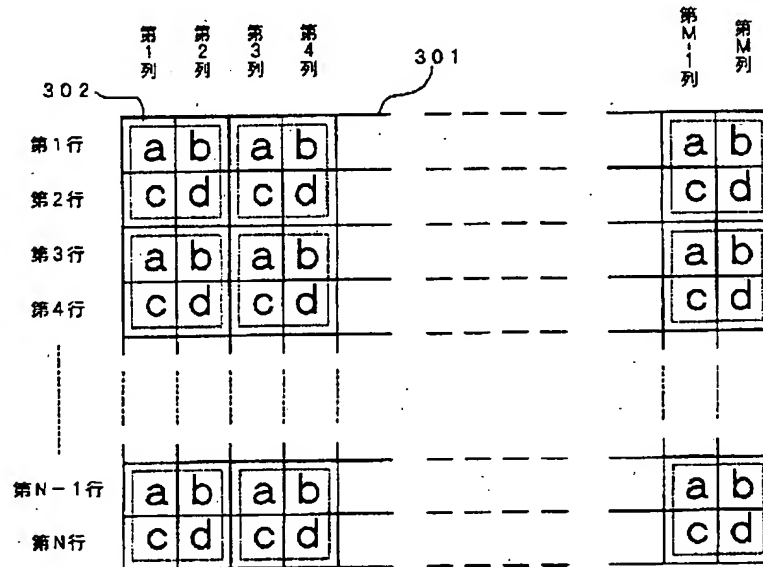 第1列 第2列 第3列 第4列 第M-1列 第M列
302 301
第1行 a b a b a b
第2行 c d c d c d
第3行 a b a b a b
第4行 c d c d c d
第N-1行 a b a b a b
第N行 c d c d c d